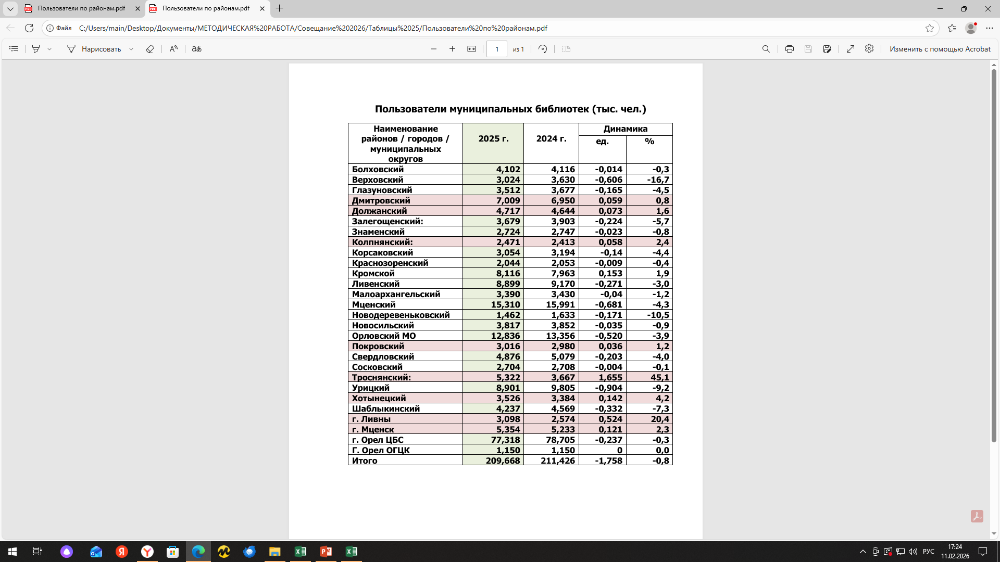 Пользователи по районам.pdf
Пользователи по районам.pdf
Файл C:/Users/main/Desktop/Документы/МЕТОДИЧЕСКАЯ%20РАБОТА/Совещание%202026/Таблицы%2025/Пользователи%20по%20районам.pdf
Нарисовать 1 из 1 Изменить с помощью Acrobat
Пользователи муниципальных библиотек (тыс. чел.)
Наименование районов / городов / муниципальных округов 2025 г. 2024 г. Динамика
ед. %
Болховский 4,102 4,116 -0,014 -0,3
Верховский 3,024 3,630 -0,606 -16,7
Глазуновский 3,512 3,677 -0,165 -4,5
Дмитровский 7,009 6,950 0,059 0,8
Должанский 4,717 4,644 0,073 1,6
Залегощенский: 3,679 3,903 -0,224 -5,7
Знаменский 2,724 2,747 -0,023 -0,8
Колпнянский: 2,471 2,413 0,058 2,4
Корсаковский 3,054 3,194 -0,14 -4,4
Краснозоренский 2,044 2,053 -0,009 -0,4
Кромской 8,116 7,963 0,153 1,9
Ливенский 8,899 9,170 -0,271 -3,0
Малоархангельский 3,390 3,430 -0,04 -1,2
Мценский 15,310 15,991 -0,681 -4,3
Новодеревеньковский 1,462 1,633 -0,171 -10,5
Новосильский 3,817 3,852 -0,035 -0,9
Орловский МО 12,836 13,356 -0,520 -3,9
Покровский 3,016 2,980 0,036 1,2
Свердловский 4,876 5,079 -0,203 -4,0
Сосковский 2,704 2,708 -0,004 -0,1
Троснянский: 5,322 3,667 1,655 45,1
Урицкий 8,901 9,805 -0,904 -9,2
Хотынецкий 3,526 3,384 0,142 4,2
Шаблыкинский 4,237 4,569 -0,332 -7,3
г. Ливны 3,098 2,574 0,524 20,4
г. Мценск 5,354 5,233 0,121 2,3
г. Орел ЦБС 77,318 78,705 -0,237 -0,3
Г. Орел ОГЦК 1,150 1,150 0 0,0
Итого 209,668 211,426 -1,758 -0,8
РУС
17:24
11.02.2026